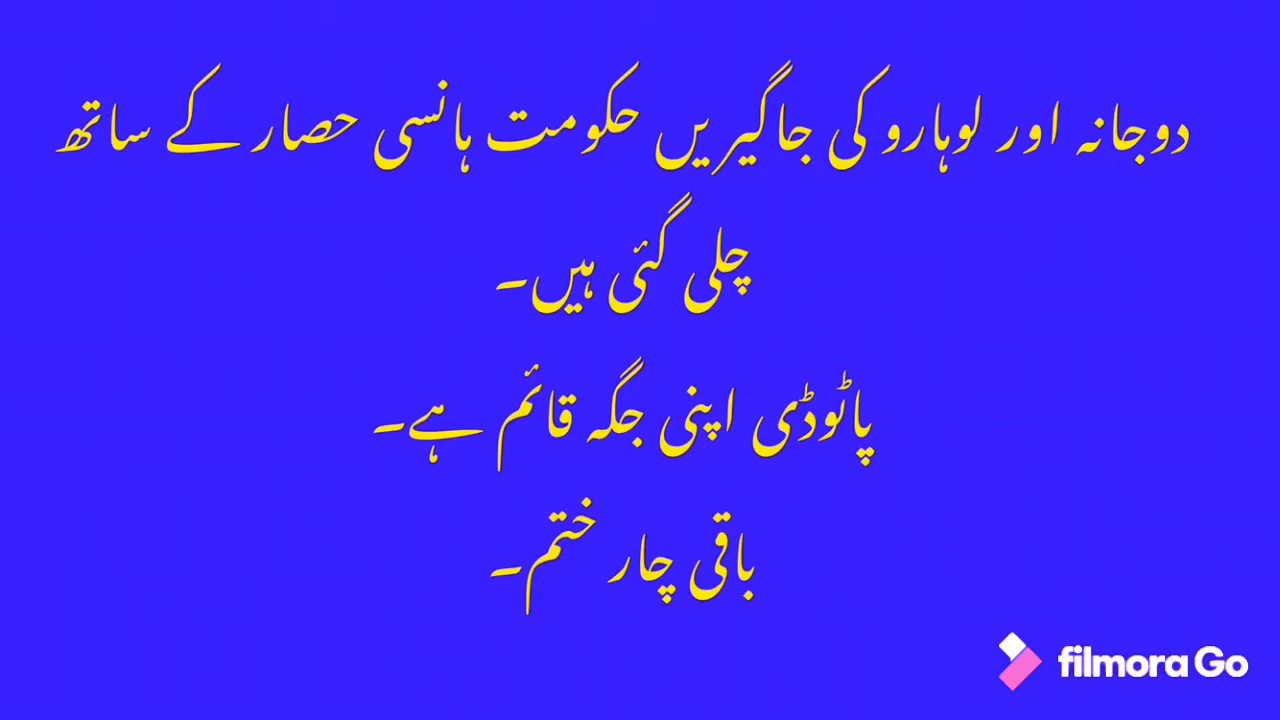 دوجانہ اور لوہارو کی جاگیریں حکومت ہانسی حصار کے ساتھ
چلی گئی ہیں۔
پاٹوڈی اپنی جگہ قائم ہے۔
باقی چار ختم۔
filmora Go